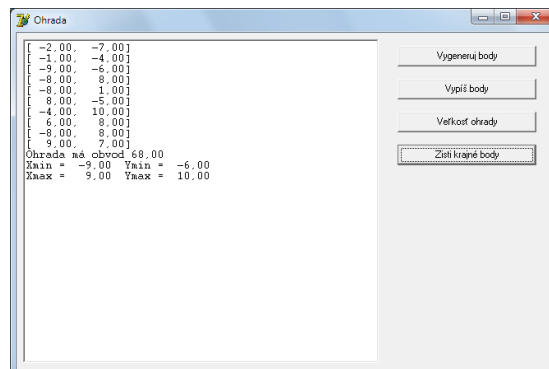 Ohrada
[ -2,00, -7,00]
[ -1,00, -4,00]
[ -9,00, -6,00]
[ -8,00, 8,00]
[ -8,00, 1,00]
[ 8,00, -5,00]
[ -4,00, 10,00]
[ 6,00, 8,00]
[ -8,00, 8,00]
[ 9,00, 7,00]
Ohrada má obvod 68,00
Xmin = -9,00 Ymin = -6,00
Xmax = 9,00 Ymax = 10,00
Vygeneruj body
Vypíš body
Veľkosť ohrady
Zisti krajné body